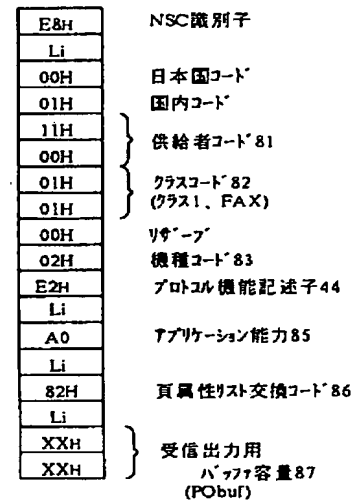 E8H NSC識別子
Li
00H 日本国コード
01H 国内コード
11H
供給者コード81
00H
01H クラスコード82
01H (クラス1、FAX)
00H リザーブ
02H 機種コード83
E2H プロトコル機能記述子44
Li
A0 アプリケーション能力85
Li
82H 頁属性リスト交換コード86
Li
XXH 受信出力用
XXH バッファ容量87
(PObuf)